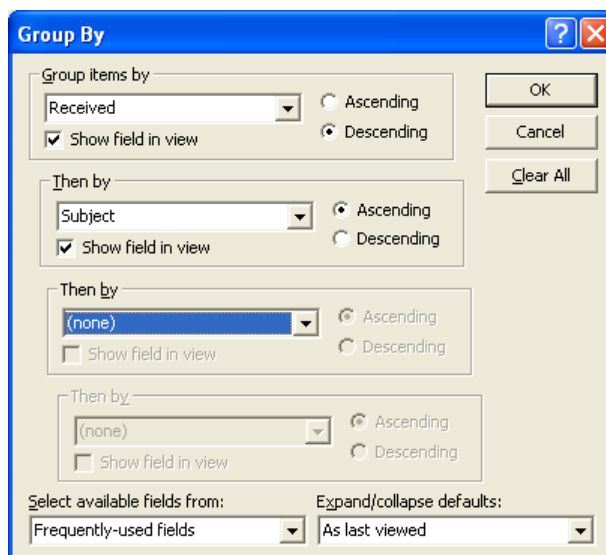 Group By
Group items by
Received
Ascending
Descending
Show field in view
OK
Cancel
Clear All
Then by
Subject
Ascending
Descending
Show field in view
Then by
(none)
Ascending
Descending
Show field in view
Then by
(none)
Ascending
Descending
Show field in view
Select available fields from:
Frequently-used fields
Expand/collapse defaults:
As last viewed